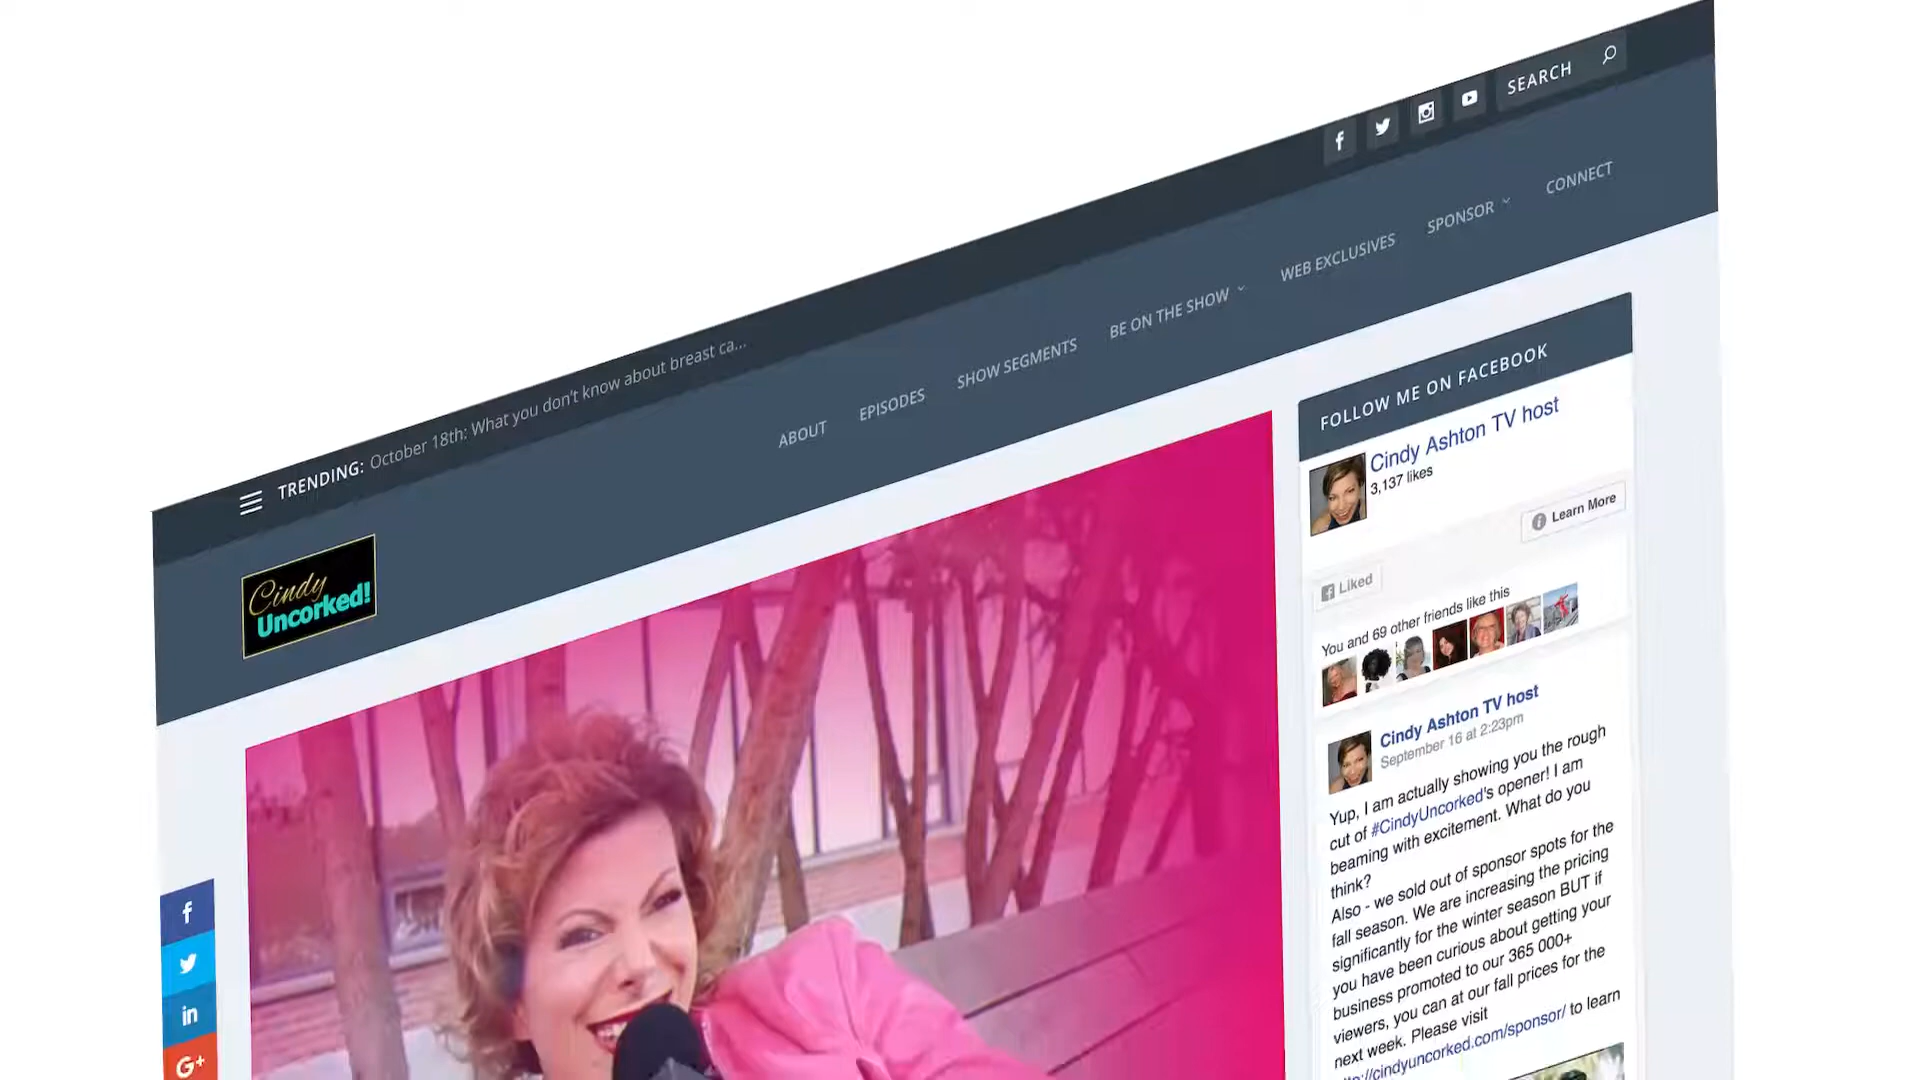 SEARCH
TRENDING: October 18th: What you don't know about breast ca...
Cindy
Uncorked!
ABOUT
EPISODES
SHOW SEGMENTS
BE ON THE SHOW
WEB EXCLUSIVES
SPONSOR
CONNECT
FOLLOW ME ON FACEBOOK
Cindy Ashton TV host
3,137 likes
Learn More
Liked
You and 69 other friends like this
Cindy Ashton TV host
September 16 at 2:23pm
Yup, I am actually showing you the rough
cut of #CindyUncorked's opener! I am
beaming with excitement. What do you
think?
Also - we sold out of sponsor spots for the
fall season. We are increasing the pricing
significantly for the winter season BUT if
you have been curious about getting your
business promoted to our 365 000+
viewers, you can at our fall prices for the
next week. Please visit
http://cindyuncorked.com/sponsor/ to learn